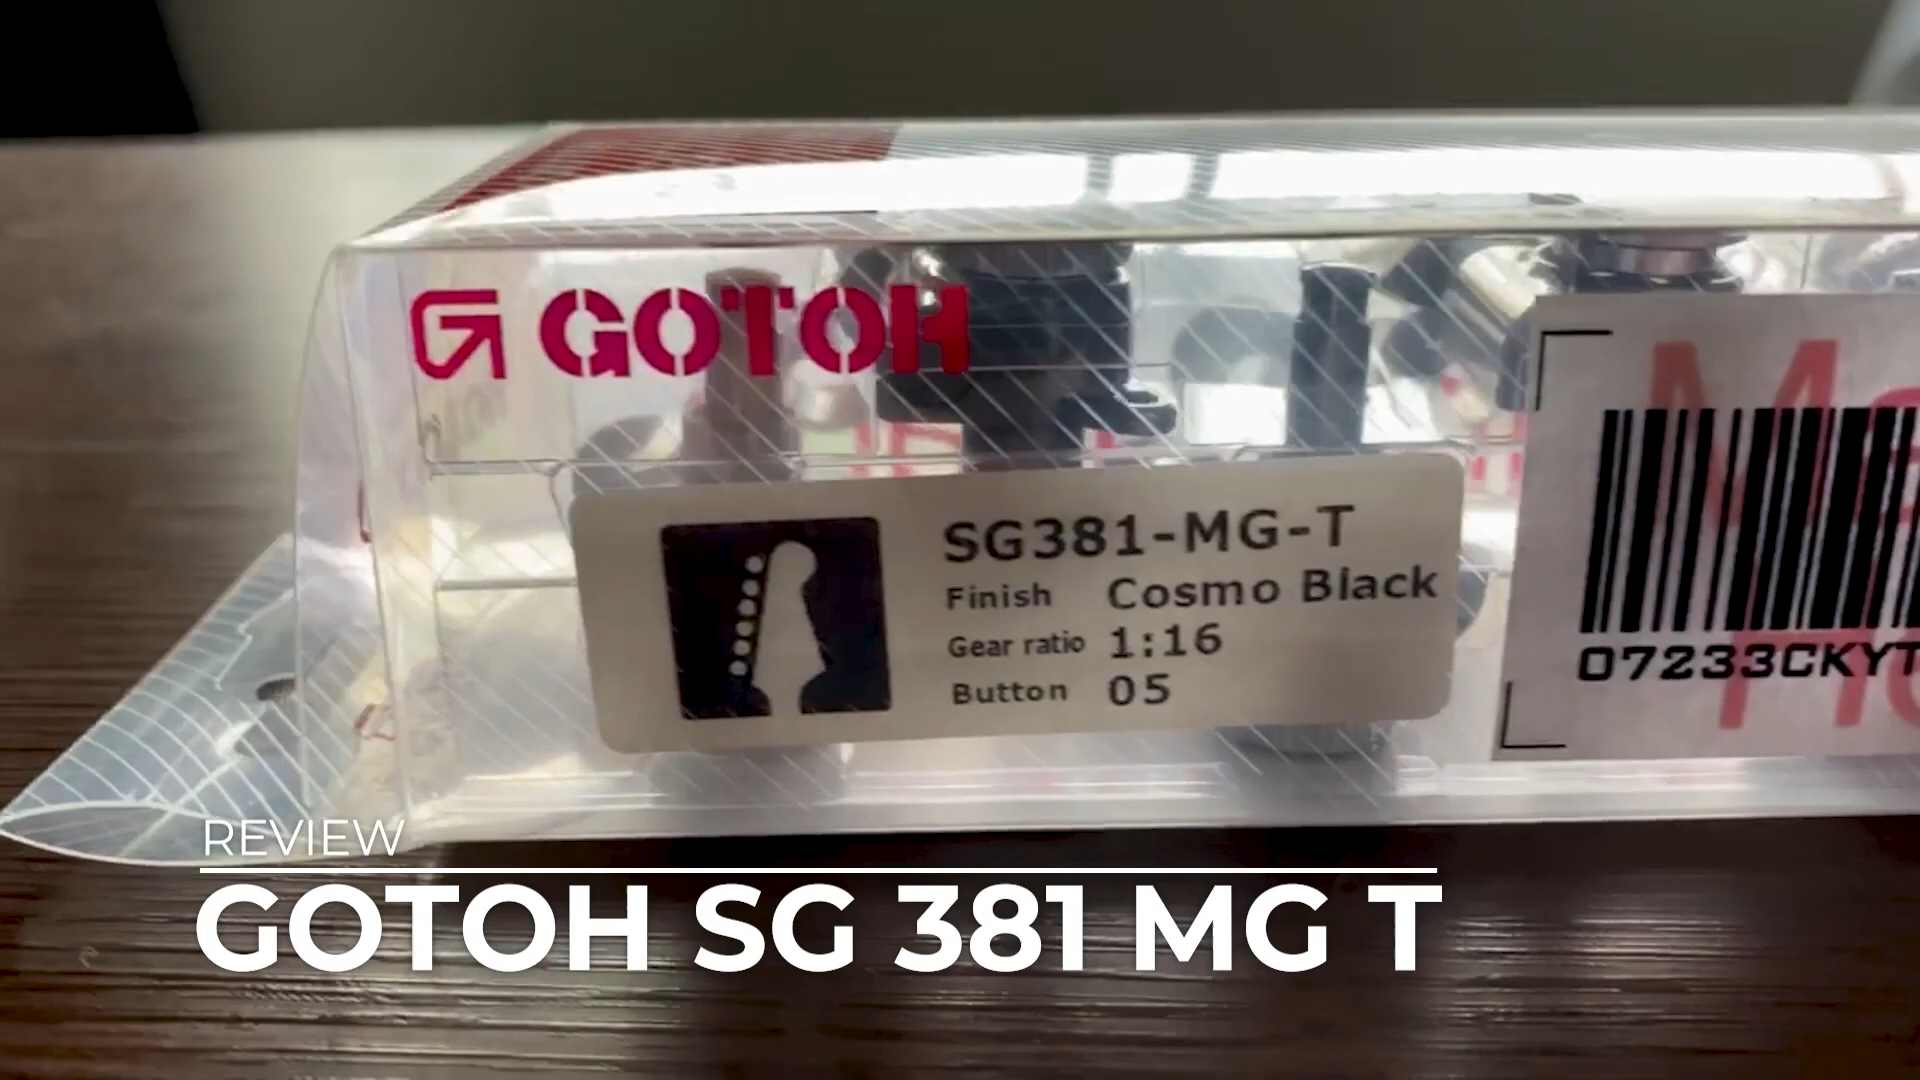 GOTOH
SG381-MG-T
Finish Cosmo Black
Gear ratio 1:16
Button 05
07233CKYT
REVIEW
GOTOH SG 381 MG T